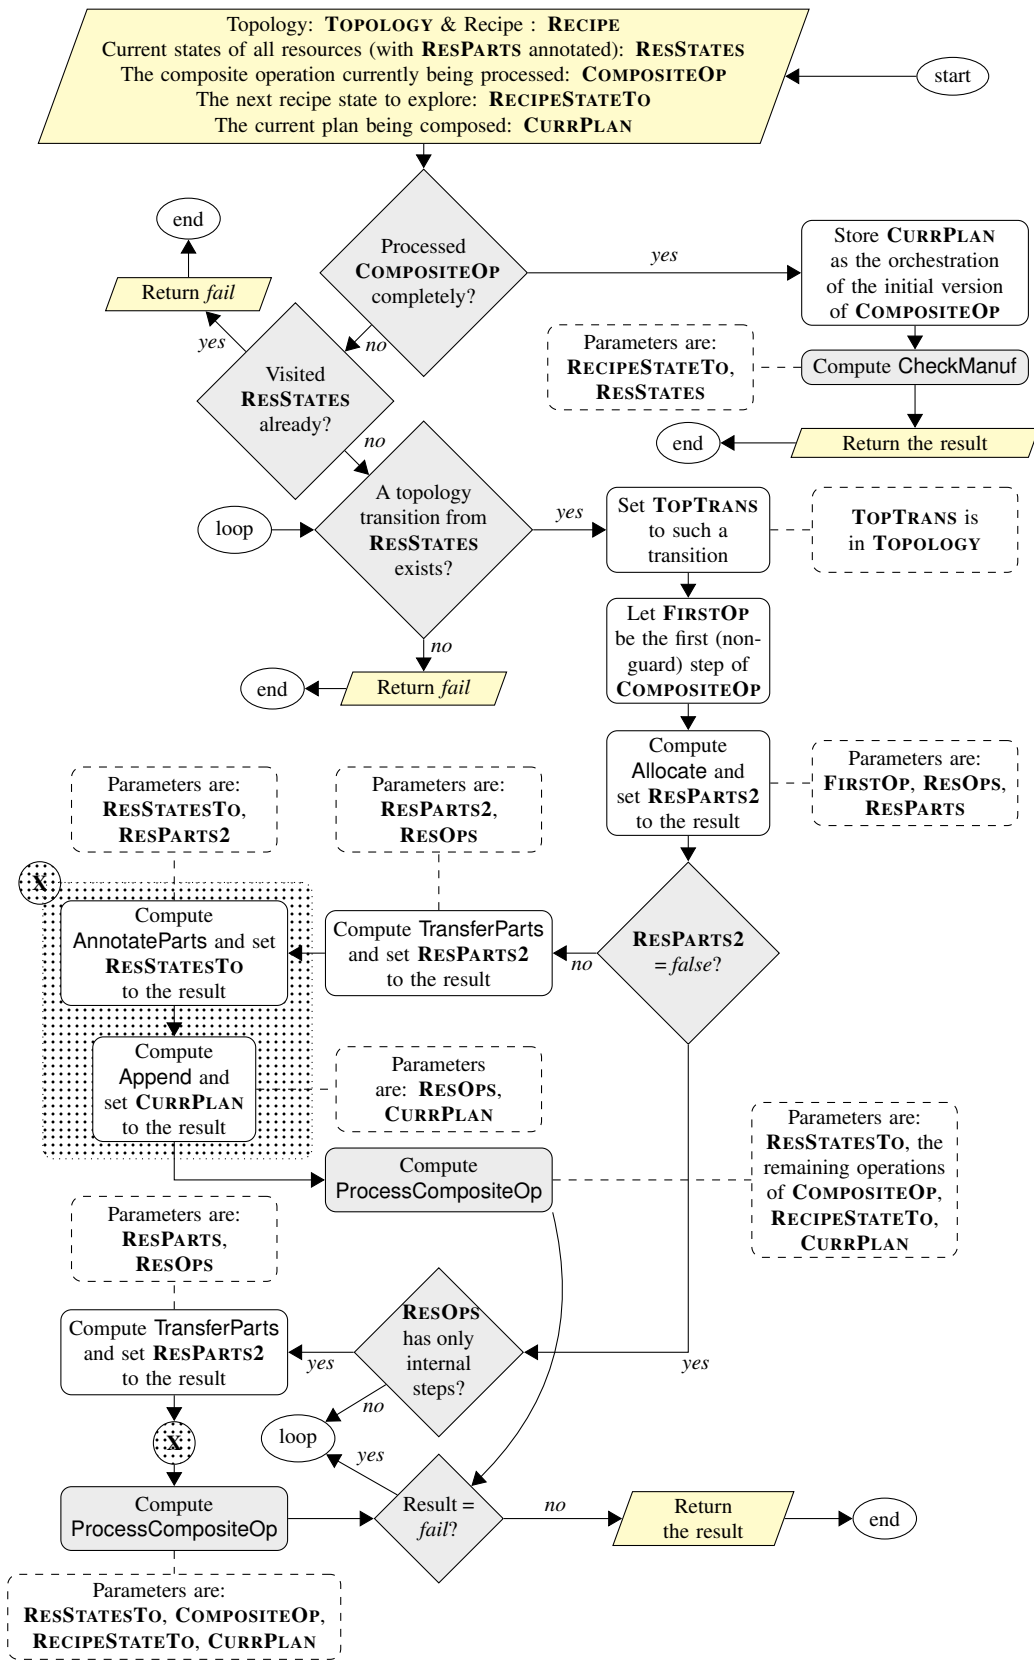 Topology: TOPOLOGY & Recipe : RECIPE
Current states of all resources (with RESPARTS annotated): RESSTATES
The composite operation currently being processed: COMPOSITEOP
The next recipe state to explore: RECIPESTATETO
The current plan being composed: CURRPLAN
start
end
Return fail
Processed
COMPOSITEOP
completely?
yes
Store CURRPLAN
as the orchestration
of the initial version
of COMPOSITEOP
yes
no
Visited
RESSTATES
already?
Parameters are:
RECIPESTATETO,
RESSTATES
Compute CheckManuf
no
end
Return the result
loop
A topology
transition from
RESSTATES
exists?
yes
Set TOPTRANS
to such a
transition
TOPTRANS is
in TOPOLOGY
no
end
Return fail
Let FIRSTOP
be the first (non-
guard) step of
COMPOSITEOP
Compute
Allocate and
set RESPARTS2
to the result
Parameters are:
FIRSTOP, RESOPS,
RESPARTS
Parameters are:
RESSTATESTO,
RESPARTS2
Parameters are:
RESPARTS2,
RESOPS
X
Compute
AnnotateParts and set
RESSTATESTO
to the result
Compute TransferParts
and set RESPARTS2
to the result
no
RESPARTS2
= false?
Compute
Append and
set CURRPLAN
to the result
Parameters
are: RESOPS,
CURRPLAN
Compute
ProcessCompositeOp
Parameters are:
RESSTATESTO, the
remaining operations
of COMPOSITEOP,
RECIPESTATETO,
CURRPLAN
Parameters are:
RESPARTS,
RESOPS
Compute TransferParts
and set RESPARTS2
to the result
yes
RESOPS
has only
internal
steps?
yes
no
X
loop
yes
Compute
ProcessCompositeOp
Result =
fail?
no
Return
the result
end
Parameters are:
RESSTATESTO, COMPOSITEOP,
RECIPESTATETO, CURRPLAN